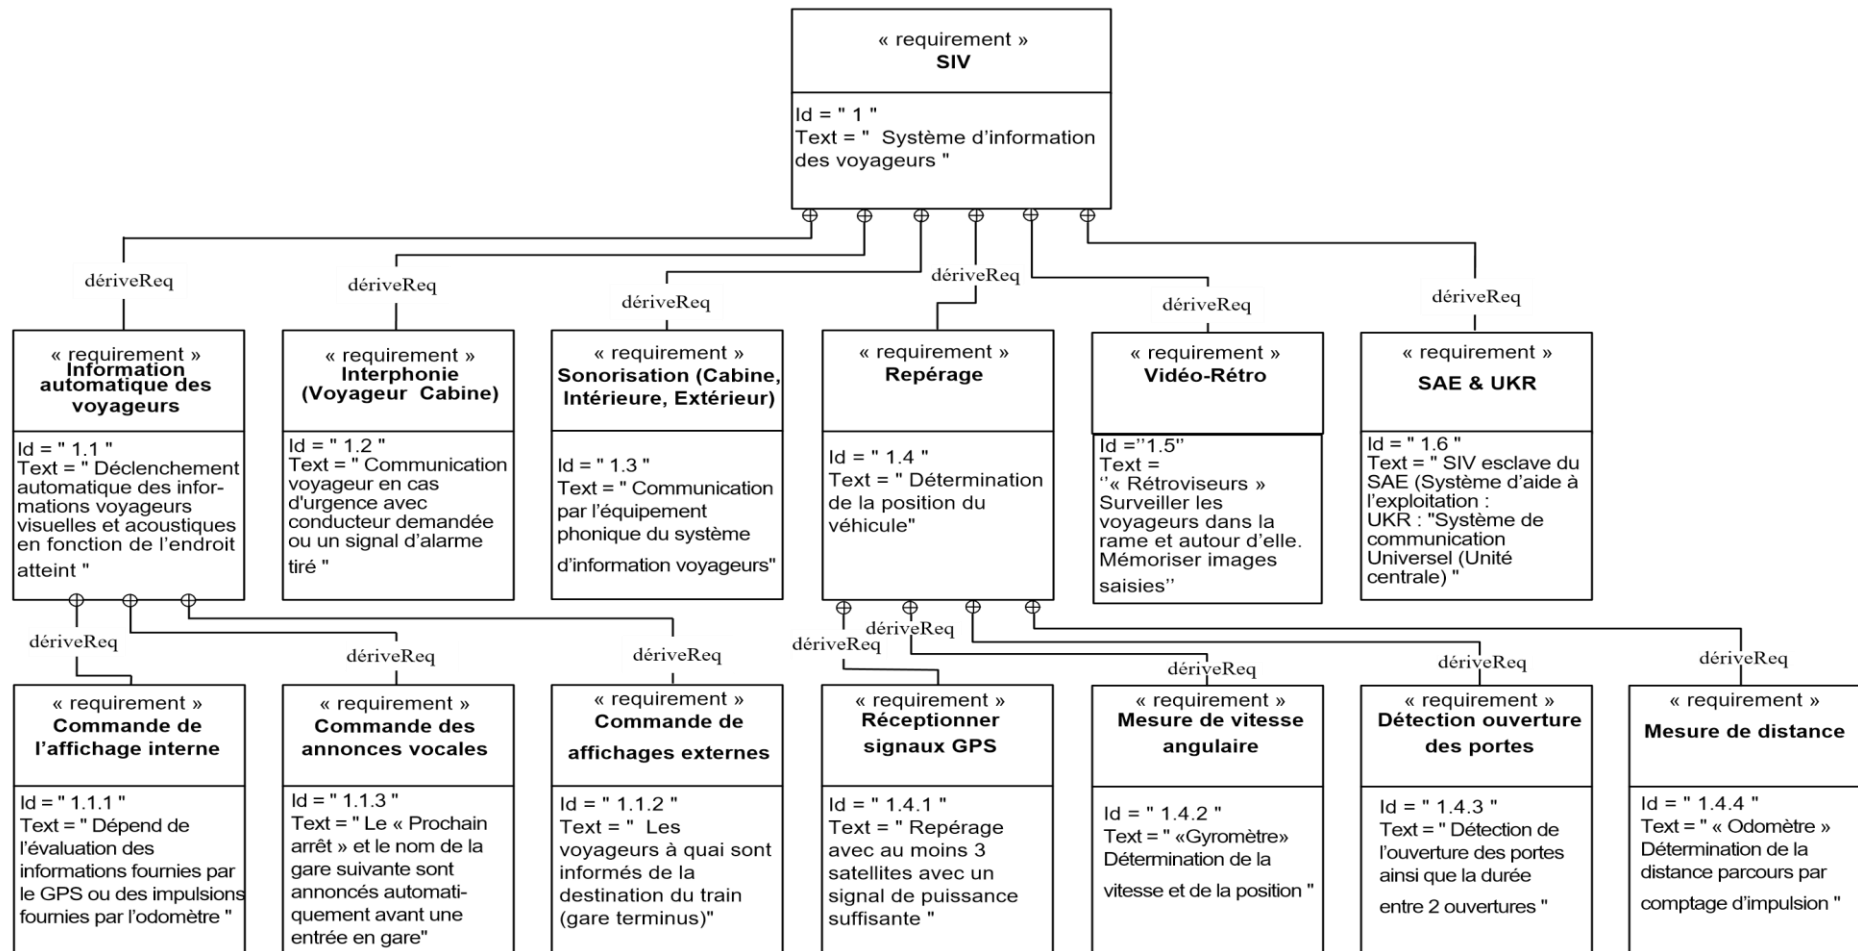 « requirement »
SIV
Id = " 1 "
Text = "  Système d’information
des voyageurs "
dériveReq
dériveReq
dériveReq
dériveReq
dériveReq
dériveReq
« requirement »
Information
automatique des
voyageurs
Id = " 1.1 "
Text = " Déclenchement
automatique des infor-
mations voyageurs
visuelles et acoustiques
en fonction de l’endroit
atteint "
« requirement »
Interphonie
(Voyageur  Cabine)
Id = " 1.2 "
Text = " Communication
voyageur en cas
d'urgence avec
conducteur demandée
ou un signal d’alarme
tiré "
« requirement »
Sonorisation (Cabine,
Intérieure, Extérieur)
Id = " 1.3 "
Text = " Communication
par l’équipement
phonique du système
d’information voyageurs"
« requirement »
Repérage
Id = " 1.4 "
Text = " Détermination
de la position du
véhicule"
« requirement »
Vidéo-Rétro
Id =’’1.5’’
Text =
‘’« Rétroviseurs »
Surveiller les
voyageurs dans la
rame et autour d’elle.
Mémoriser images
saisies’’
« requirement »
SAE & UKR
Id = " 1.6 "
Text = " SIV esclave du
SAE (Système d’aide à
l’exploitation :
UKR : "Système de
communication
Universel (Unité
centrale) "
dériveReq
dériveReq
dériveReq
dériveReq
dériveReq
dériveReq
dériveReq
« requirement »
Commande de
l’affichage interne
Id = " 1.1.1 "
Text = " Dépend de
l’évaluation des
informations fournies par
le GPS ou des impulsions
fournies par l’odomètre "
« requirement »
Commande des
annonces vocales
Id = " 1.1.3 "
Text = " Le « Prochain
arrêt » et le nom de la
gare suivante sont
annoncés automati-
quement avant une
entrée en gare"
« requirement »
Commande de
affichages externes
Id = " 1.1.2 "
Text = "  Les
voyageurs à quai sont
informés de la
destination du train
(gare terminus)"
« requirement »
Réceptionner
signaux GPS
Id = " 1.4.1 "
Text = " Repérage
avec au moins 3
satellites avec un
signal de puissance
suffisante "
« requirement »
Mesure de vitesse
angulaire
Id = " 1.4.2 "
Text = " «Gyromètre»
Détermination de la
vitesse et de la position "
« requirement »
Détection ouverture
des portes
Id = " 1.4.3 "
Text = " Détection de
l’ouverture des portes
ainsi que la durée
entre 2 ouvertures "
« requirement »
Mesure de distance
Id = " 1.4.4 "
Text = " « Odomètre »
Détermination de la
distance parcours par
comptage d’impulsion "